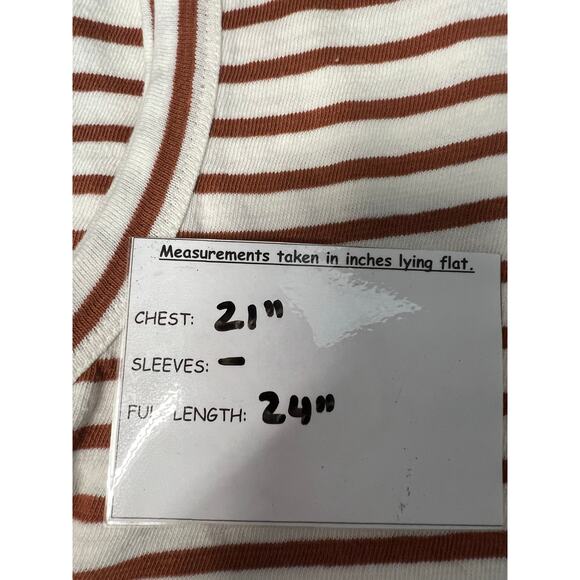 Measurements taken in inches lying flat.
CHEST: 21"
SLEEVES: -
FULL LENGTH: 24"